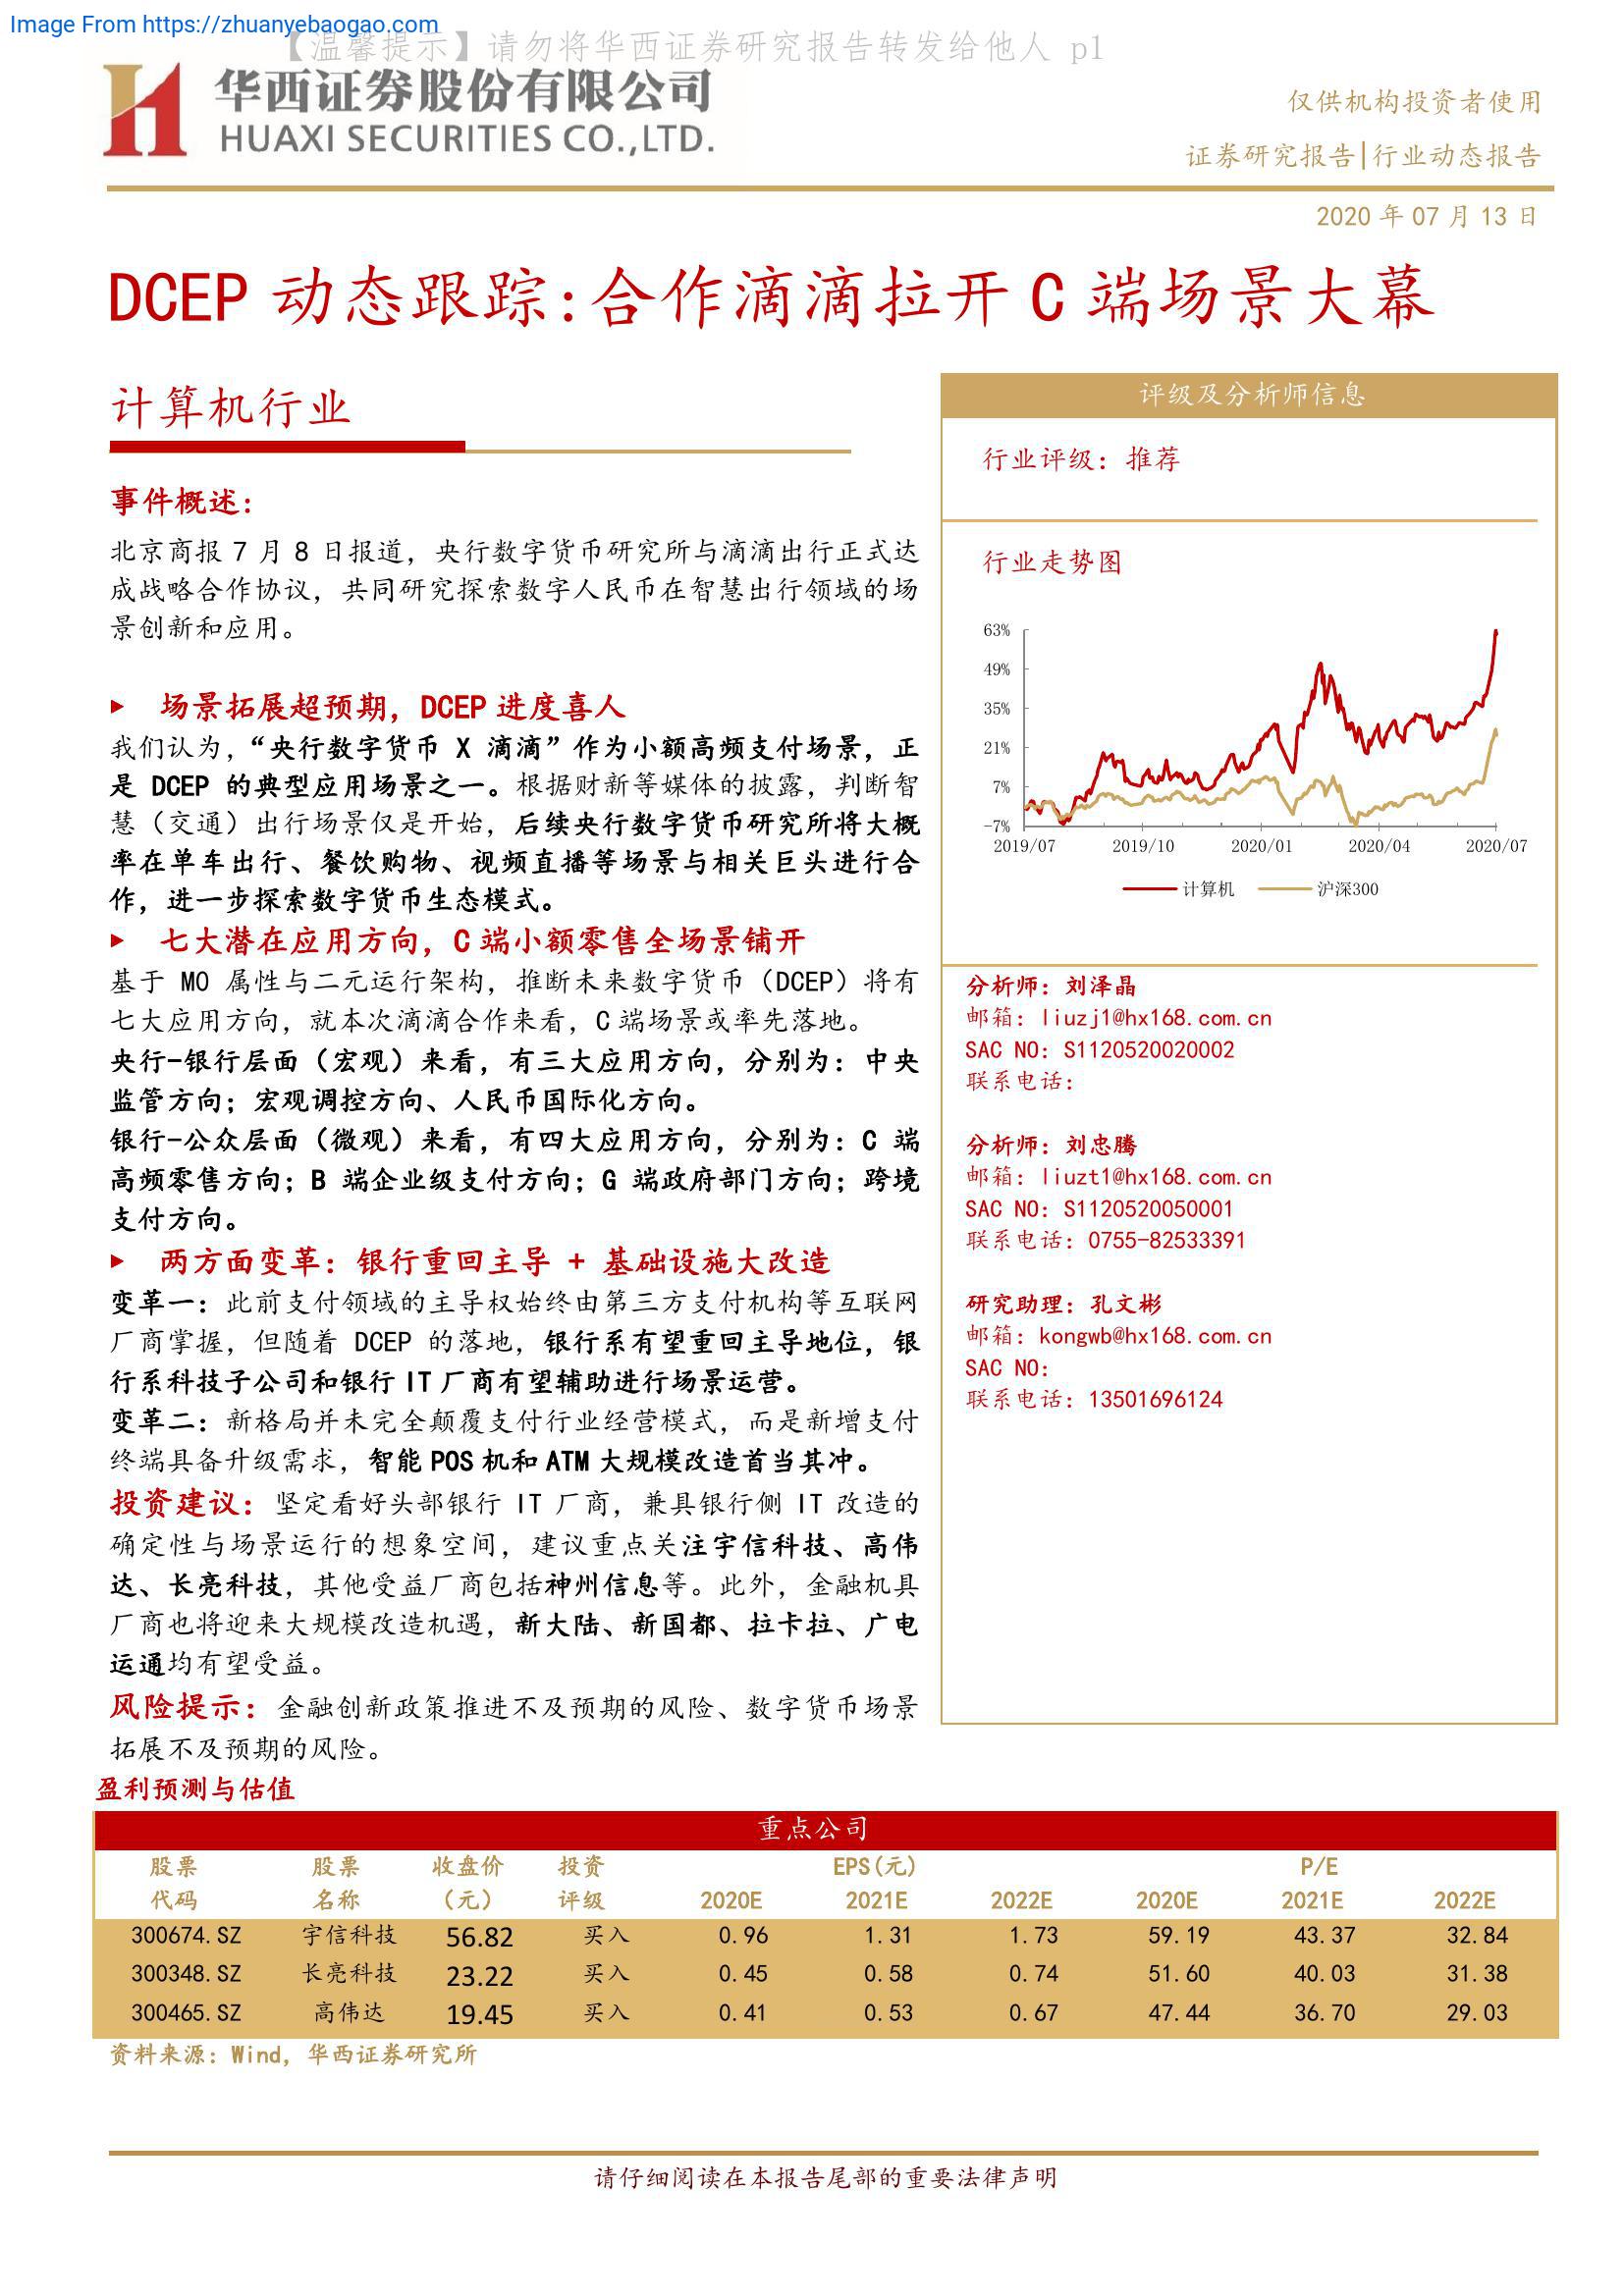 Image From https://zhuanyebaogao.com
【温馨提示】请勿将华西证券研究报告转发给他人 p1
华西证券股份有限公司
HUAXI SECURITIES CO.,LTD.
仅供机构投资者使用
证券研究报告|行业动态报告
2020 年 07 月 13 日
DCEP 动态跟踪:合作滴滴拉开 C 端场景大幕
计算机行业
事件概述：
北京商报 7 月 8 日报道，央行数字货币研究所与滴滴出行正式达
成战略合作协议，共同研究探索数字人民币在智慧出行领域的场
景创新和应用。
▶ 场景拓展超预期，DCEP 进度喜人
我们认为，“央行数字货币 X 滴滴”作为小额高频支付场景，正
是 DCEP 的典型应用场景之一。根据财新等媒体的披露，判断智
慧（交通）出行场景仅是开始，后续央行数字货币研究所将大概
率在单车出行、餐饮购物、视频直播等场景与相关巨头进行合
作，进一步探索数字货币生态模式。
▶ 七大潜在应用方向，C 端小额零售全场景铺开
基于 M0 属性与二元运行架构，推断未来数字货币（DCEP）将有
七大应用方向，就本次滴滴合作来看，C 端场景或率先落地。
央行-银行层面（宏观）来看，有三大应用方向，分别为：中央
监管方向；宏观调控方向、人民币国际化方向。
银行-公众层面（微观）来看，有四大应用方向，分别为：C 端
高频零售方向；B 端企业级支付方向；G 端政府部门方向；跨境
支付方向。
▶ 两方面变革：银行重回主导 + 基础设施大改造
变革一：此前支付领域的主导权始终由第三方支付机构等互联网
厂商掌握，但随着 DCEP 的落地，银行系有望重回主导地位，银
行系科技子公司和银行 IT 厂商有望辅助进行场景运营。
变革二：新格局并未完全颠覆支付行业经营模式，而是新增支付
终端具备升级需求，智能 POS 机和 ATM 大规模改造首当其冲。
投资建议：坚定看好头部银行 IT 厂商，兼具银行侧 IT 改造的
确定性与场景运行的想象空间，建议重点关注宇信科技、高伟
达、长亮科技，其他受益厂商包括神州信息等。此外，金融机具
厂商也将迎来大规模改造机遇，新大陆、新国都、拉卡拉、广电
运通均有望受益。
风险提示：金融创新政策推进不及预期的风险、数字货币场景
拓展不及预期的风险。
评级及分析师信息
行业评级：推荐
行业走势图
63%
49%
35%
21%
7%
-7%
2019/07 2019/10 2020/01 2020/04 2020/07
计算机 沪深300
分析师：刘泽晶
邮箱：liuzj1@hx168.com.cn
SAC NO：S1120520020002
联系电话：
分析师：刘忠腾
邮箱：liuzt1@hx168.com.cn
SAC NO：S1120520050001
联系电话：0755-82533391
研究助理：孔文彬
邮箱：kongwb@hx168.com.cn
SAC NO：
联系电话：13501696124
盈利预测与估值
重点公司
股票 股票 收盘价 投资 EPS(元) P/E
代码 名称 （元） 评级 2020E 2021E 2022E 2020E 2021E 2022E
300674.SZ 宇信科技 56.82 买入 0.96 1.31 1.73 59.19 43.37 32.84
300348.SZ 长亮科技 23.22 买入 0.45 0.58 0.74 51.60 40.03 31.38
300465.SZ 高伟达 19.45 买入 0.41 0.53 0.67 47.44 36.70 29.03
资料来源：Wind，华西证券研究所
请仔细阅读在本报告尾部的重要法律声明